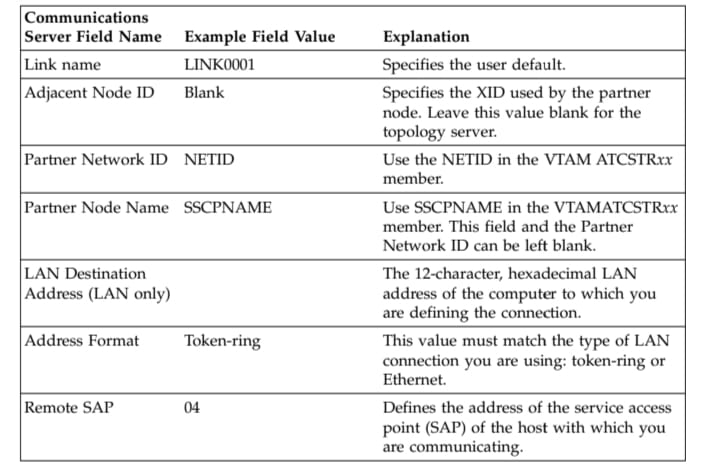 Communications
Server Field Name Example Field Value Explanation
Link name LINK0001 Specifies the user default.
Adjacent Node ID Blank Specifies the XID used by the partner
node. Leave this value blank for the
topology server.
Partner Network ID NETID Use the NETID in the VTAM ATCSTRxx
member.
Partner Node Name SSCPNAME Use SSCPNAME in the VTAMATCSTRxx
member. This field and the Partner
Network ID can be left blank.
LAN Destination The 12-character, hexadecimal LAN
Address (LAN only) address of the computer to which you
are defining the connection.
Address Format Token-ring This value must match the type of LAN
connection you are using: token-ring or
Ethernet.
Remote SAP 04 Defines the address of the service access
point (SAP) of the host with which you
are communicating.